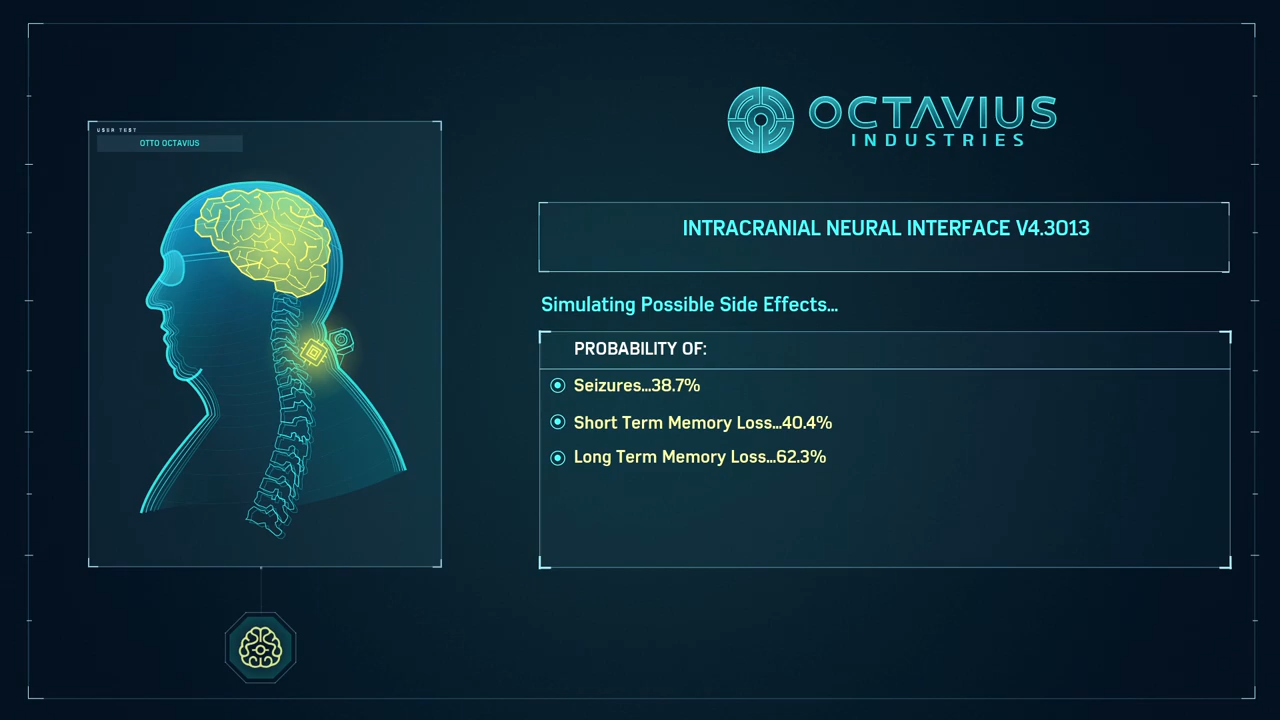 USER TEST
OTTO OCTAVIUS
OCTAVIUS
INDUSTRIES
INTRACRANIAL NEURAL INTERFACE V4.3013
Simulating Possible Side Effects...
PROBABILITY OF:
Seizures...38.7%
Short Term Memory Loss...40.4%
Long Term Memory Loss...62.3%